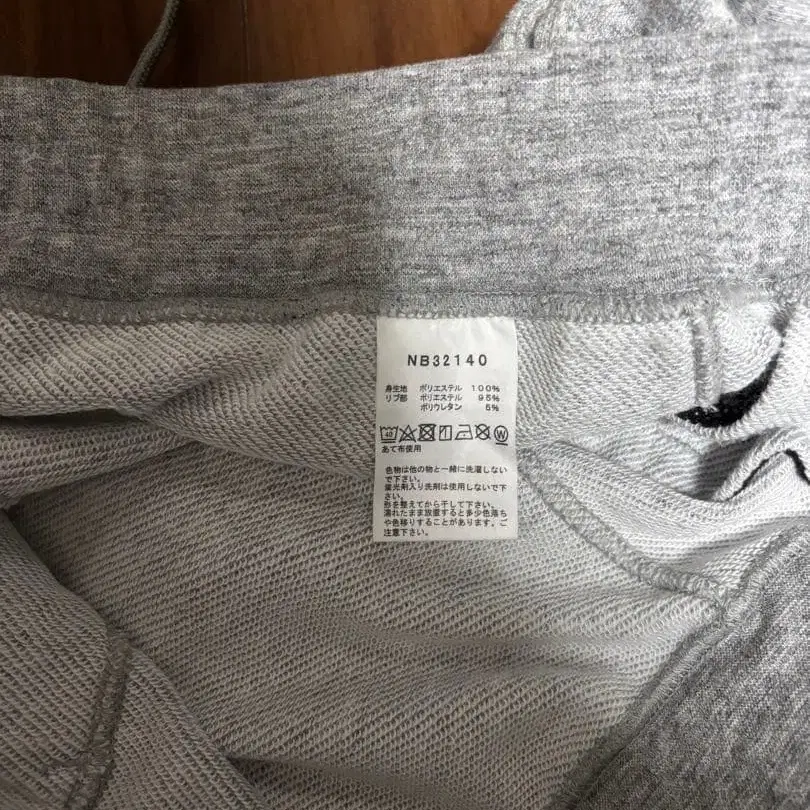 NB32140
身生地 ポリエステル 100%
リブ部 ポリエステル 95%
ポリウレタン 5%
40 W
あて布使用
色物は他の物と一緒に洗濯しない
で下さい。
蛍光剤入り洗剤は使用しないで下
さい。
形を整えてから干して下さい。
濡れたまま放置すると多少色落ち
や色移りすることがあります。ご
注意下さい。